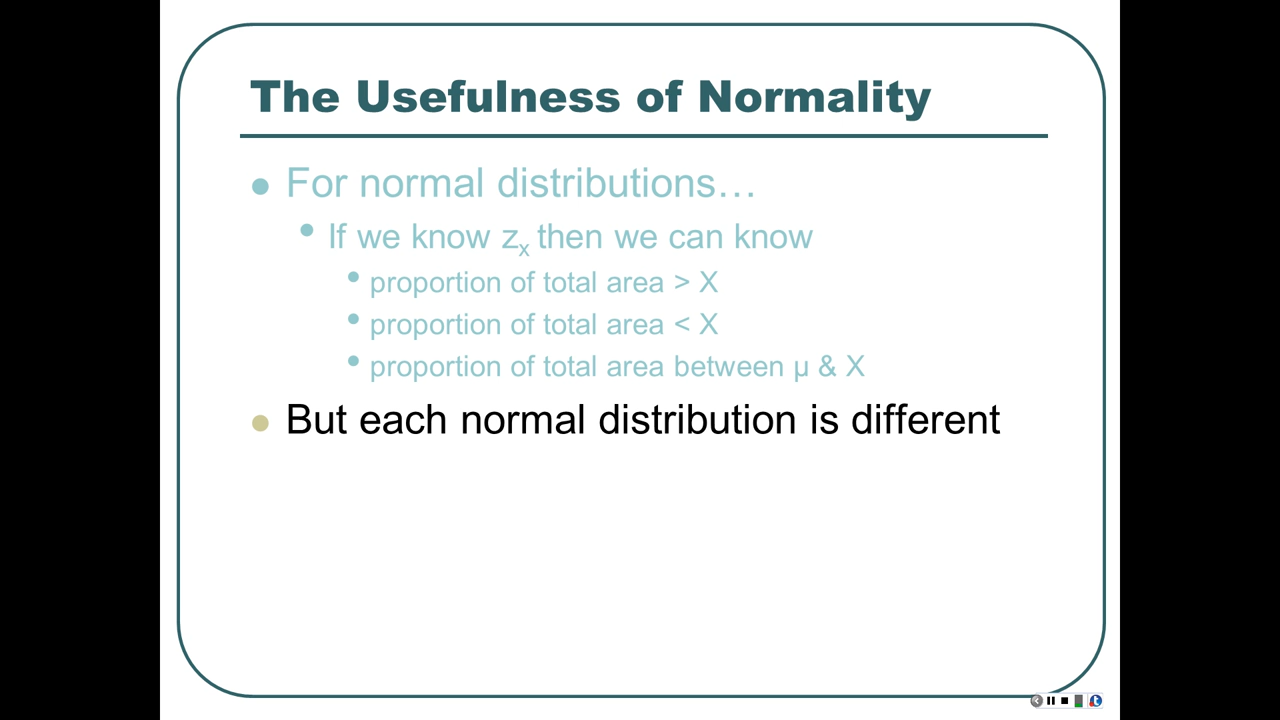 The Usefulness of Normality
For normal distributions…
If we know zx then we can know
proportion of total area > X
proportion of total area < X
proportion of total area between μ & X
But each normal distribution is different